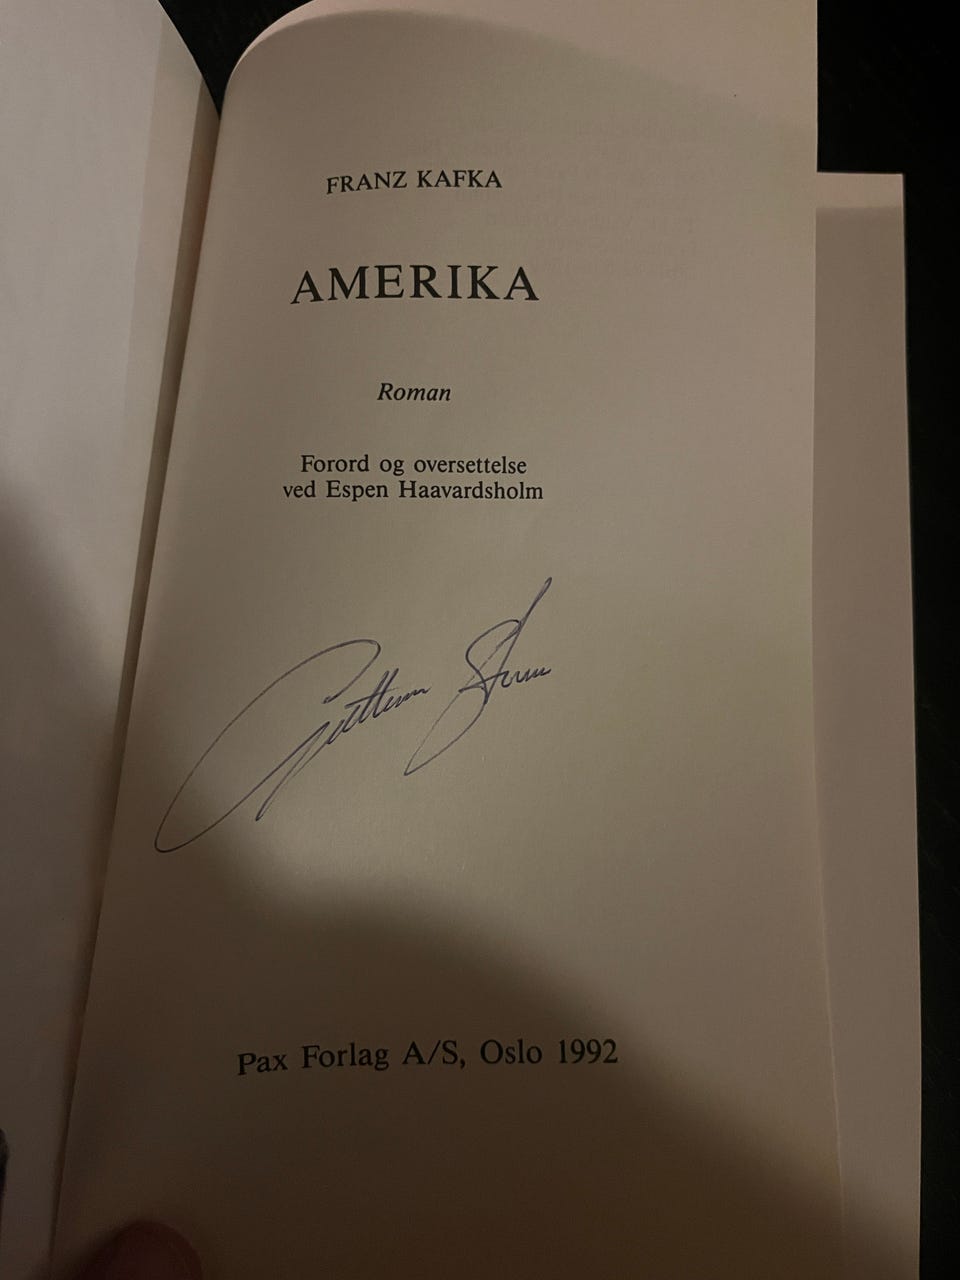 FRANZ KAFKA
AMERIKA
Roman
Forord og oversettelse
ved Espen Haavardsholm
Pax Forlag A/S, Oslo 1992